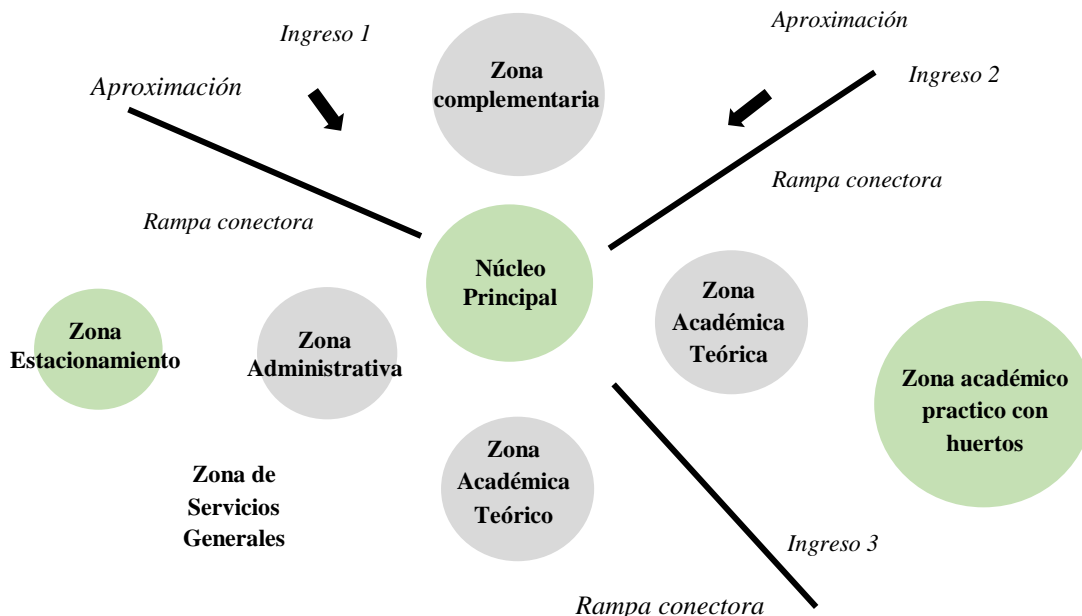 Ingreso 1
Aproximación
Zona
complementaria
Aproximación
Ingreso 2
Rampa conectora
Rampa conectora
Núcleo
Principal
Zona
Académica
Teórica
Zona
Estacionamiento
Zona
Administrativa
Zona académico
practico con
huertos
Zona
Académica
Teórico
Zona de
Servicios
Generales
Ingreso 3
Rampa conectora